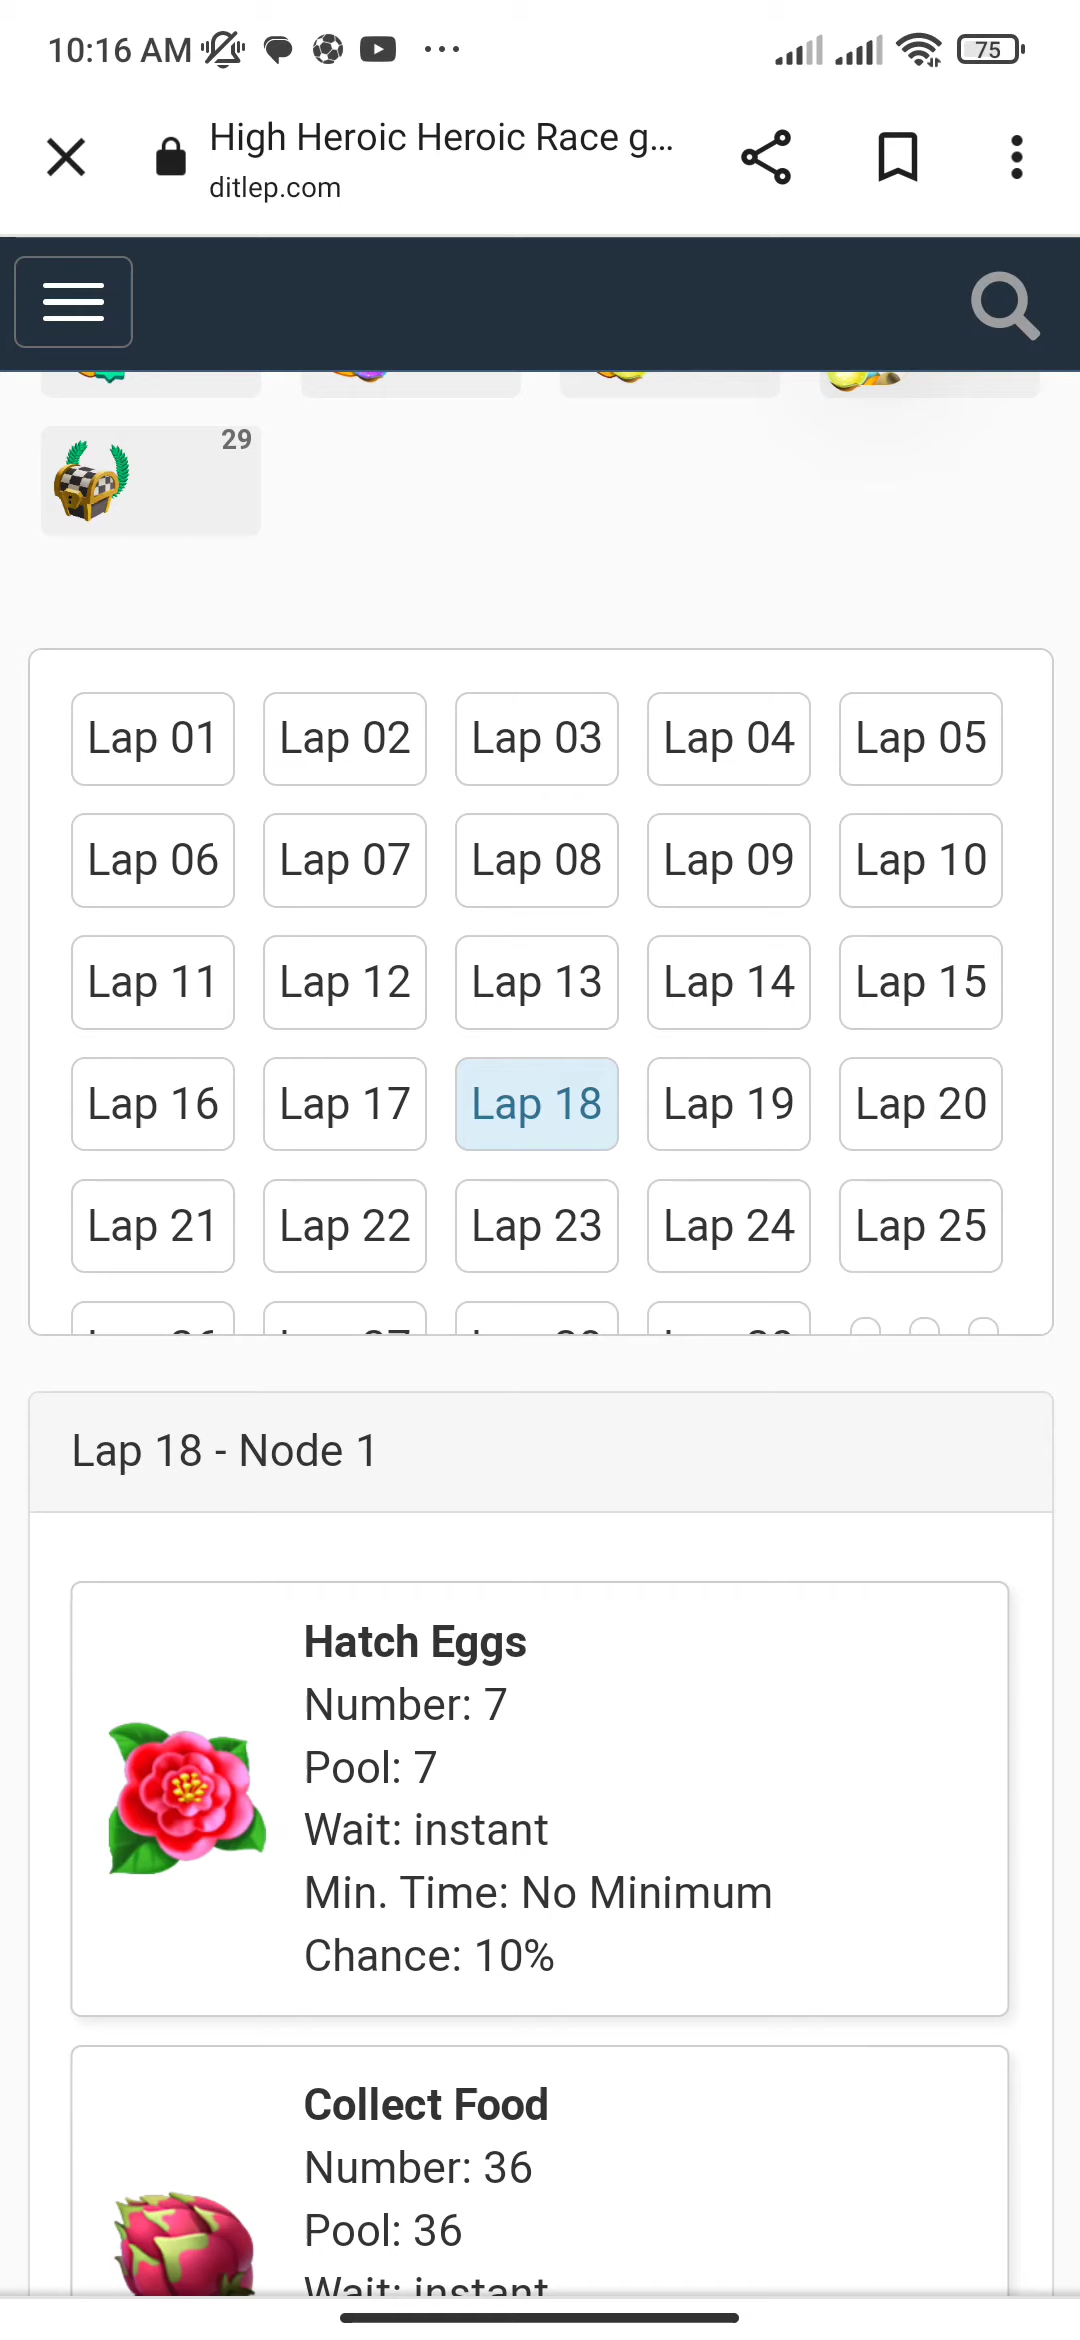 10:16 AM
75
High Heroic Heroic Race g...
ditlep.com
29
Lap 01 Lap 02 Lap 03 Lap 04 Lap 05
Lap 06 Lap 07 Lap 08 Lap 09 Lap 10
Lap 11 Lap 12 Lap 13 Lap 14 Lap 15
Lap 16 Lap 17 Lap 18 Lap 19 Lap 20
Lap 21 Lap 22 Lap 23 Lap 24 Lap 25
Lap 18 - Node 1
Hatch Eggs
Number: 7
Pool: 7
Wait: instant
Min. Time: No Minimum
Chance: 10%
Collect Food
Number: 36
Pool: 36
Wait: instant